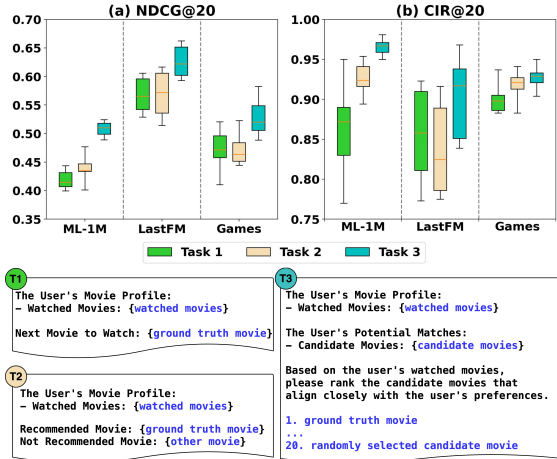 (a) NDCG@20
(b) CIR@20
0.70
0.65
0.60
0.55
0.50
0.45
0.40
0.35
1.00
0.95
0.90
0.85
0.80
0.75
ML-1M
LastFM
Games
ML-1M
LastFM
Games
Task 1
Task 2
Task 3
T1
The User's Movie Profile:
− Watched Movies: {watched movies}
Next Movie to Watch: {ground truth movie}
T2
The User's Movie Profile:
− Watched Movies: {watched movies}
Recommended Movie: {ground truth movie}
Not Recommended Movie: {other movie}
T3
The User's Movie Profile:
− Watched Movies: {watched movies}
The User's Potential Matches:
− Candidate Movies: {candidate movies}
Based on the user's watched movies,
please rank the candidate movies that
align closely with the user's preferences.
1. ground truth movie
...
20. randomly selected candidate movie